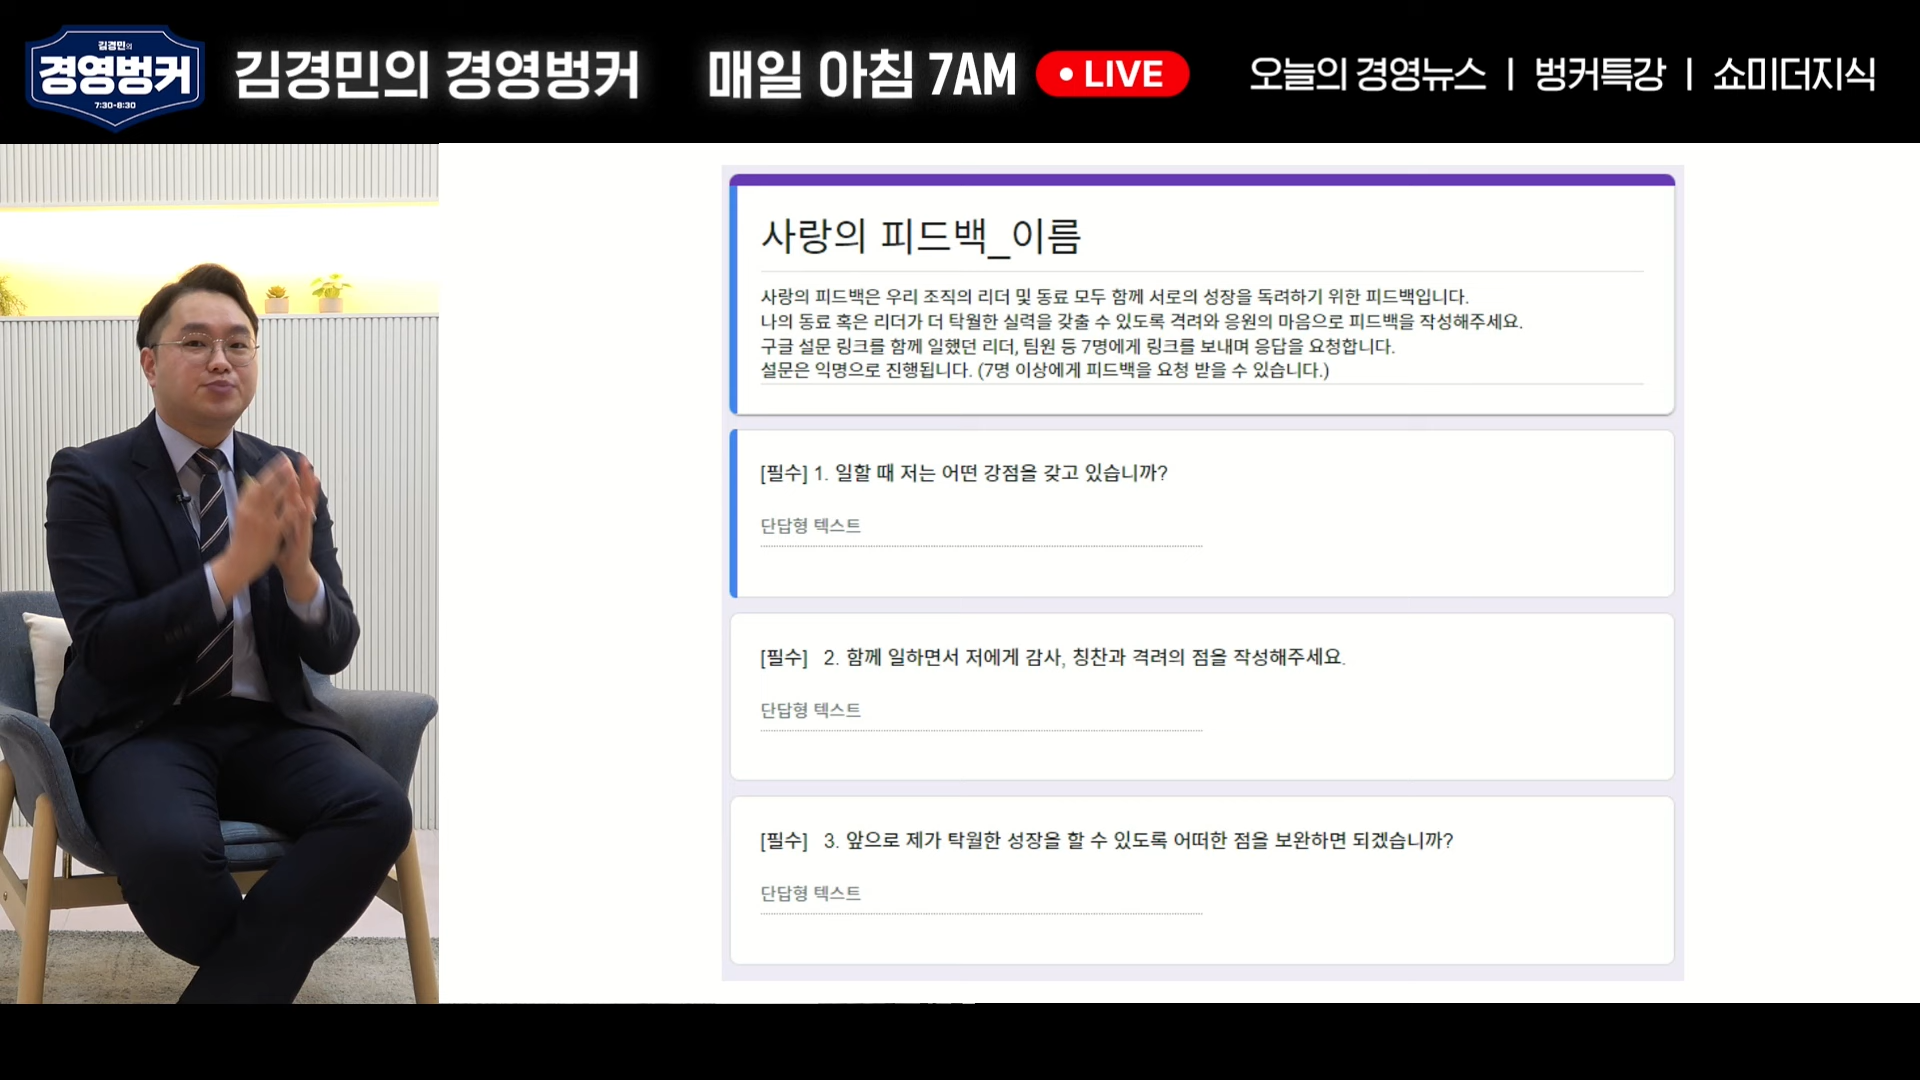 김경민의
경영벙커
7:30-8:30
김경민의 경영벙커
매일 아침 7AM
• LIVE
오늘의 경영뉴스 | 벙커특강 | 쇼미더지식
사랑의 피드백_이름
사랑의 피드백은 우리 조직의 리더 및 동료 모두 함께 서로의 성장을 독려하기 위한 피드백입니다.
나의 동료 혹은 리더가 더 탁월한 실력을 갖출 수 있도록 격려와 응원의 마음으로 피드백을 작성해주세요.
구글 설문 링크를 함께 일했던 리더, 팀원 등 7명에게 링크를 보내며 응답을 요청합니다.
설문은 익명으로 진행됩니다. (7명 이상에게 피드백을 요청 받을 수 있습니다.)
[필수] 1. 일할 때 저는 어떤 강점을 갖고 있습니까?
단답형 텍스트
[필수] 2. 함께 일하면서 저에게 감사, 칭찬과 격려의 점을 작성해주세요.
단답형 텍스트
[필수] 3. 앞으로 제가 탁월한 성장을 할 수 있도록 어떠한 점을 보완하면 되겠습니까?
단답형 텍스트